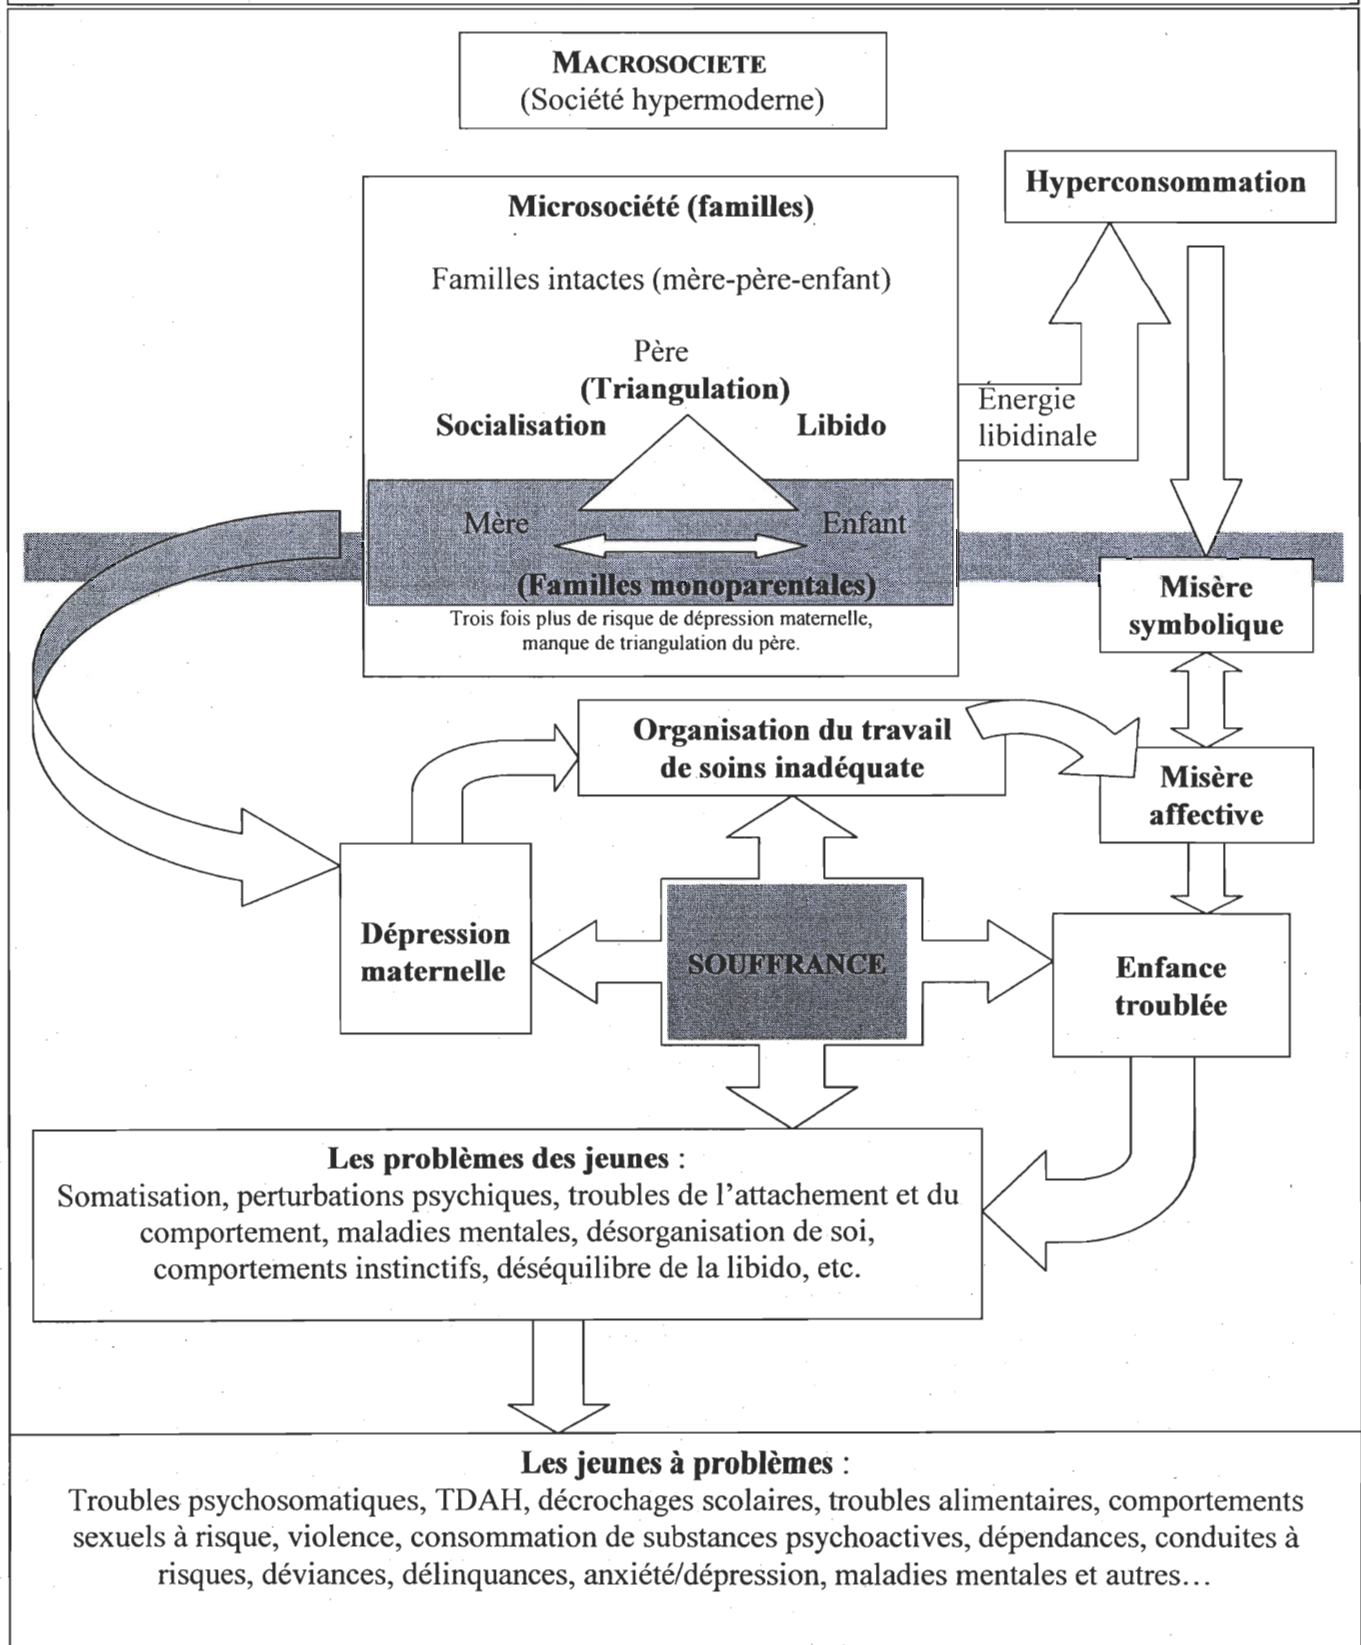 MACROSOCIETE
(Société hypermoderne)
Hyperconsommation
Microsociété (familles)
Familles intactes (mère-père-enfant)
Père
(Triangulation)
Socialisation
Libido
Énergie
libidinale
Mère
Enfant
(Familles monoparentales)
Trois fois plus de risque de dépression maternelle,
manque de triangulation du père.
Misère
symbolique
Organisation du travail
de soins inadéquate
Misère
affective
Dépression
maternelle
SOUFFRANCE
Enfance
troublée
Les problèmes des jeunes :
Somatisation, perturbations psychiques, troubles de l'attachement et du
comportement, maladies mentales, désorganisation de soi,
comportements instinctifs, déséquilibre de la libido, etc.
Les jeunes à problèmes :
Troubles psychosomatiques, TDAH, décrochages scolaires, troubles alimentaires, comportements
sexuels à risque, violence, consommation de substances psychoactives, dépendances, conduites à
risques, déviances, délinquances, anxiété/dépression, maladies mentales et autres…